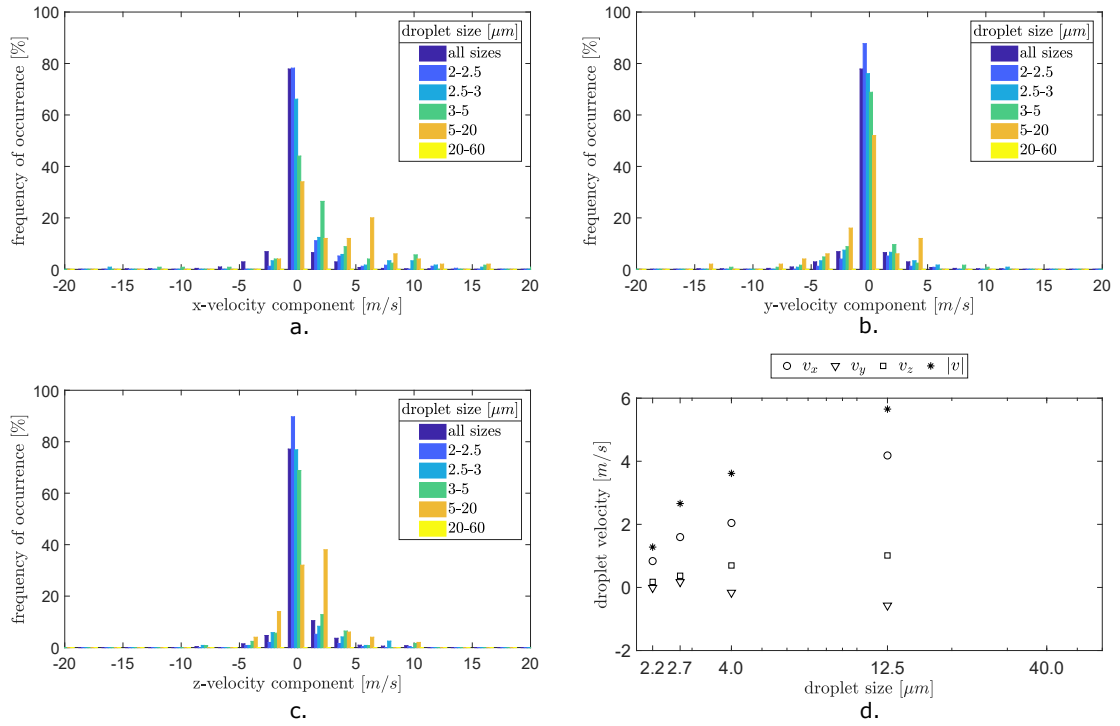 100
80
60
40
20
0
frequency of occurrence [%]
-20 -15 -10 -5 0 5 10 15 20
x-velocity component [m/s]
droplet size [μm]
all sizes
2-2.5
2.5-3
3-5
5-20
20-60
a.
100
80
60
40
20
0
frequency of occurrence [%]
-20 -15 -10 -5 0 5 10 15 20
y-velocity component [m/s]
droplet size [μm]
all sizes
2-2.5
2.5-3
3-5
5-20
20-60
b.
100
80
60
40
20
0
frequency of occurrence [%]
-20 -15 -10 -5 0 5 10 15 20
z-velocity component [m/s]
droplet size [μm]
all sizes
2-2.5
2.5-3
3-5
5-20
20-60
c.
v_x v_y v_z |v|
6
4
2
0
-2
droplet velocity [m/s]
2.2 2.7 4.0 12.5 40.0
droplet size [μm]
d.